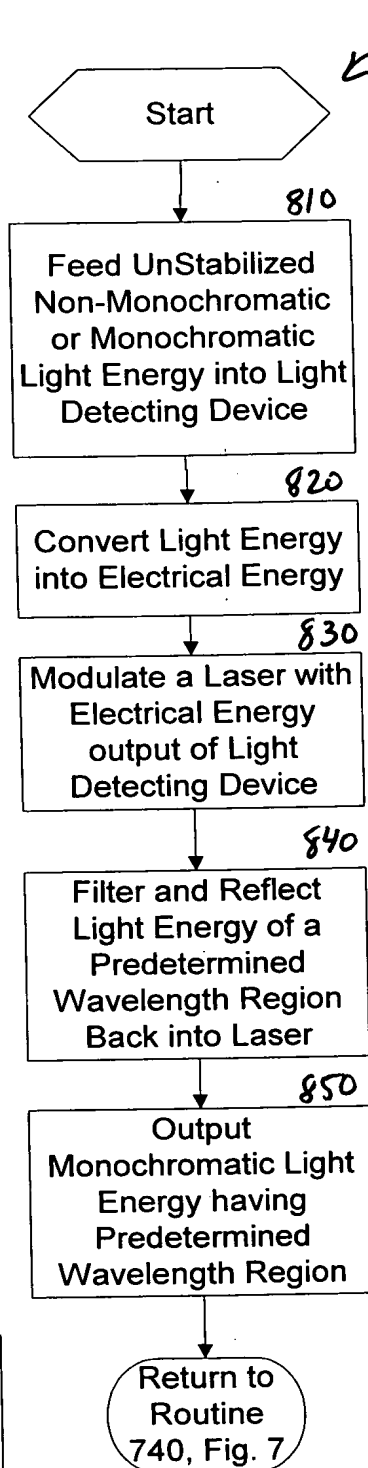 Start
810
Feed UnStabilized
Non-Monochromatic
or Monochromatic
Light Energy into Light
Detecting Device
820
Convert Light Energy
into Electrical Energy
830
Modulate a Laser with
Electrical Energy
output of Light
Detecting Device
840
Filter and Reflect
Light Energy of a
Predetermined
Wavelength Region
Back into Laser
850
Output
Monochromatic Light
Energy having
Predetermined
Wavelength Region
Return to
Routine
740, Fig. 7